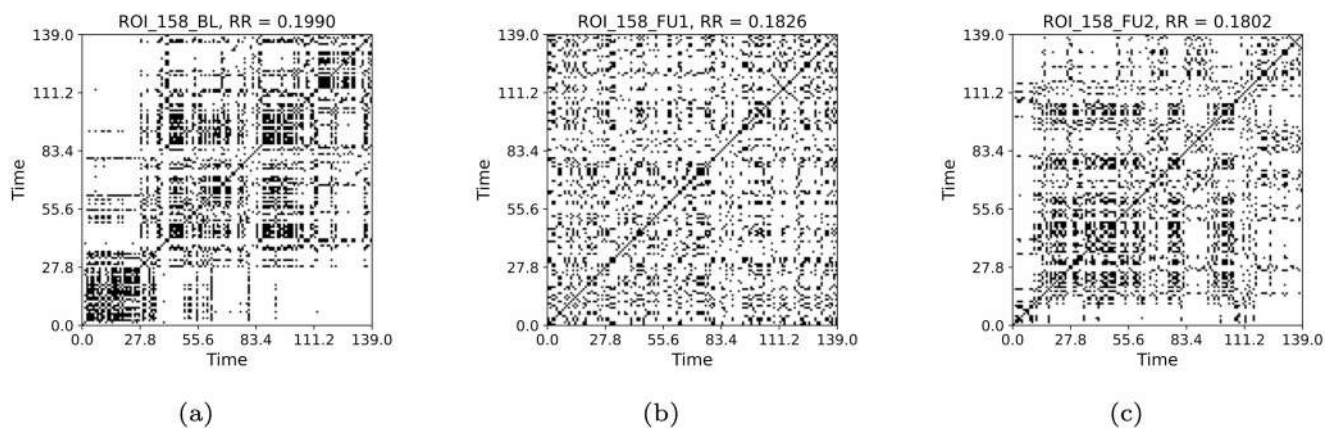 ROI_158_BL, RR = 0.1990
139.0
111.2
83.4
55.6
27.8
0.0
Time
0.0 27.8 55.6 83.4 111.2 139.0
Time
(a)
ROI_158_FU1, RR = 0.1826
139.0
111.2
83.4
55.6
27.8
0.0
Time
0.0 27.8 55.6 83.4 111.2 139.0
Time
(b)
ROI_158_FU2, RR = 0.1802
139.0
111.2
83.4
55.6
27.8
0.0
Time
0.0 27.8 55.6 83.4 111.2 139.0
Time
(c)